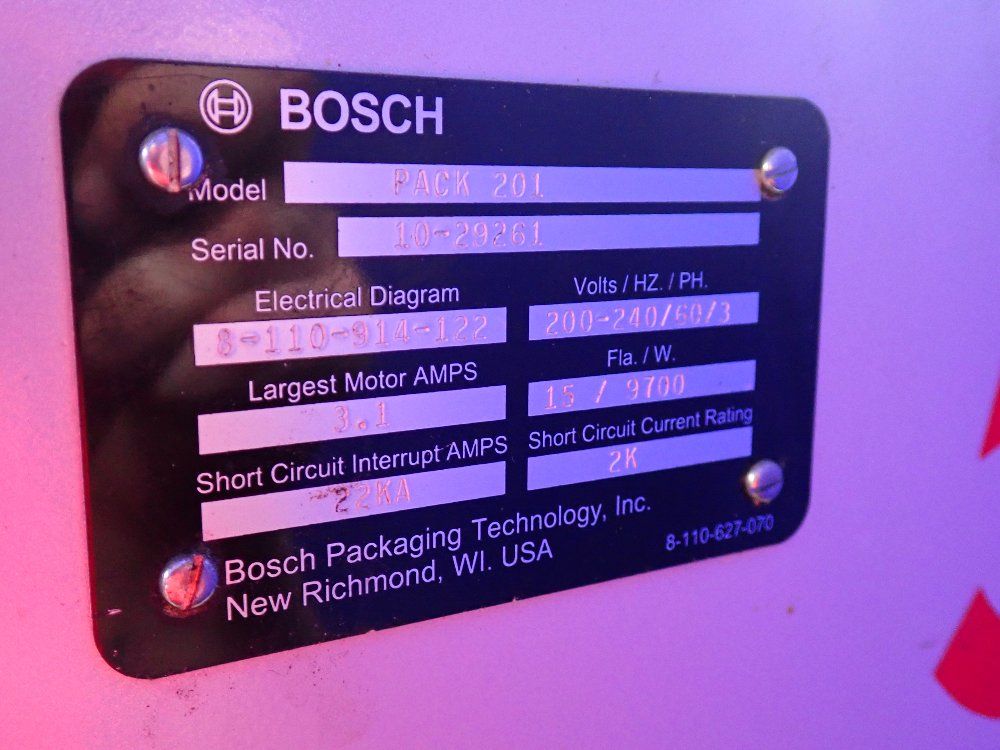 BOSCH
Model PACK 201
Serial No. 10-29261
Electrical Diagram Volts / HZ. / PH.
8-110-914-122 200-240/60/3
Largest Motor AMPS Fla. / W.
3.1 15 / 9700
Short Circuit Interrupt AMPS Short Circuit Current Rating
22KA 2K
Bosch Packaging Technology, Inc.
New Richmond, WI. USA
8-110-627-070